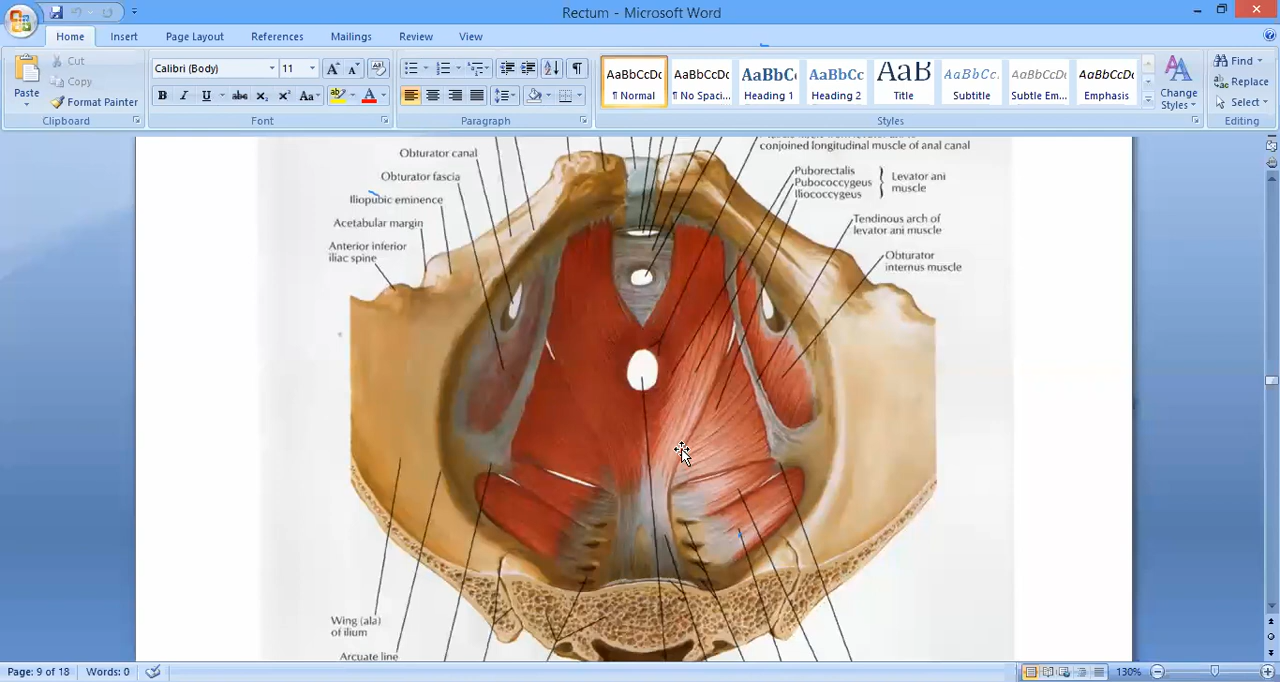 Rectum - Microsoft Word
Home Insert Page Layout References Mailings Review View
Paste
Cut
Copy
Format Painter
Clipboard
Calibri (Body) 11
B I U abc X₂ X² Aa
Font
Paragraph
AaBbCcDc AaBbCcDc AaBbC AaBbCc AaB AaBbCc. AaBbCcDc AaBbCcDc
¶ Normal ¶ No Spaci... Heading 1 Heading 2 Title Subtitle Subtle Em... Emphasis
Change
Styles
Styles
Find
Replace
Select
Editing
conjoined longitudinal muscle of anal canal
Obturator canal
Obturator fascia
Iliopubic eminence
Acetabular margin
Anterior inferior
iliac spine
Puborectalis
Pubococcygeus
Iliococcygeus
Levator ani
muscle
Tendinous arch of
levator ani muscle
Obturator
internus muscle
Wing (ala)
of ilium
Arcuate line
Page: 9 of 18 Words: 0 130%